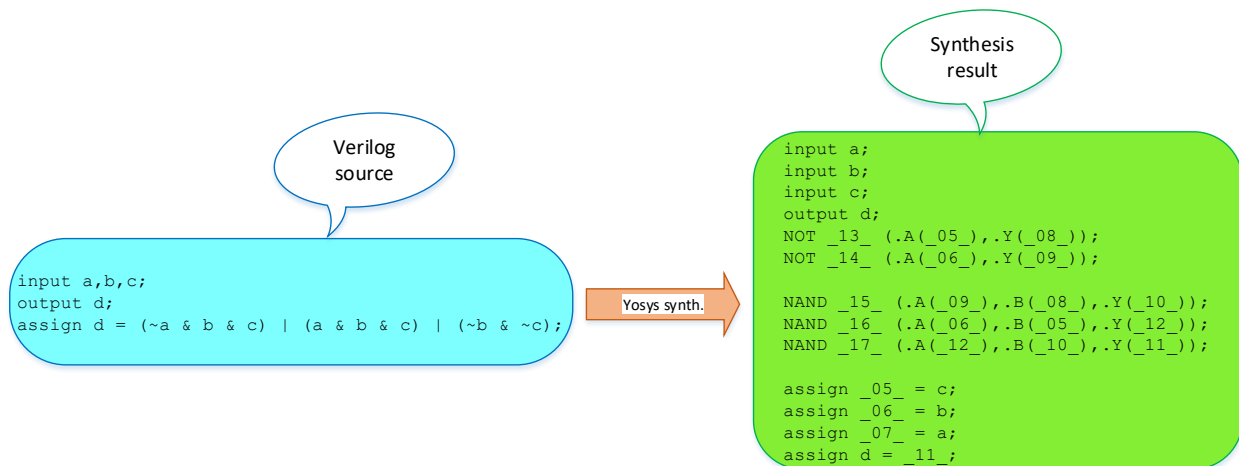 Synthesis
result
Verilog
source
input a,b,c;
output d;
assign d = (~a & b & c) | (a & b & c) | (~b & ~c);
Yosys synth.
input a;
input b;
input c;
output d;
NOT _13_ (.A(_05_),.Y(_08_));
NOT _14_ (.A(_06_),.Y(_09_));
NAND _15_ (.A(_09_),.B(_08_),.Y(_10_));
NAND _16_ (.A(_06_),.B(_05_),.Y(_12_));
NAND _17_ (.A(_12_),.B(_10_),.Y(_11_));
assign _05_ = c;
assign _06_ = b;
assign _07_ = a;
assign d = _11_;